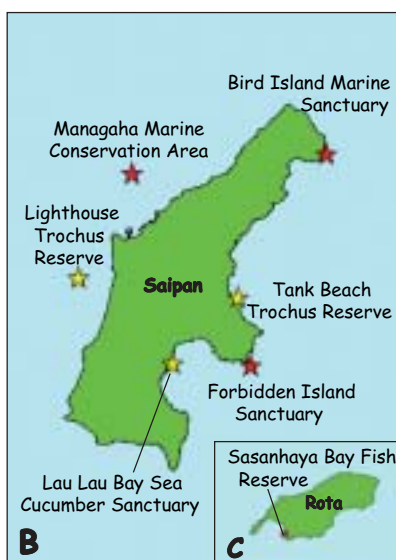 Bird Island Marine
Sanctuary
Managaha Marine
Conservation Area
Lighthouse
Trochus
Reserve
Saipan
Tank Beach
Trochus Reserve
Forbidden Island
Sanctuary
Lau Lau Bay Sea
Cucumber Sanctuary
B
Sasanhaya Bay Fish
Reserve
Rota
C